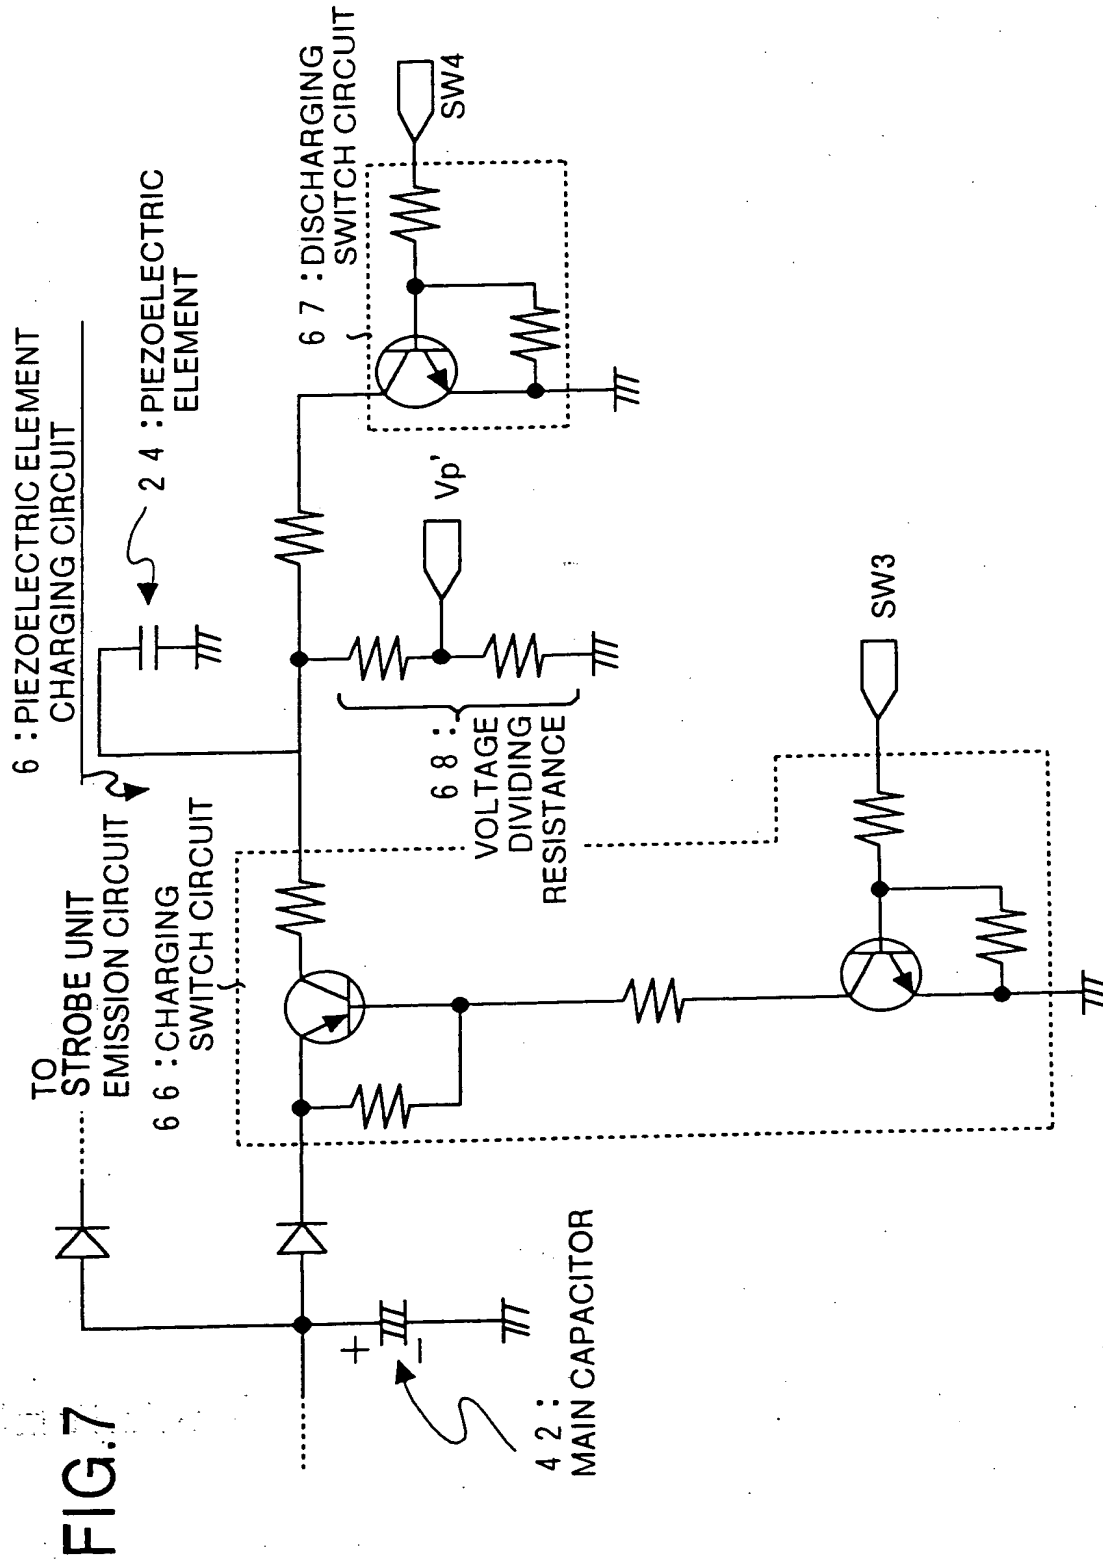 FIG.7
6 : PIEZOELECTRIC ELEMENT
CHARGING CIRCUIT
TO
STROBE UNIT
EMISSION CIRCUIT
2 4 : PIEZOELECTRIC
ELEMENT
6 6 : CHARGING
SWITCH CIRCUIT
6 7 : DISCHARGING
SWITCH CIRCUIT
SW4
Vp'
6 8 :
VOLTAGE
DIVIDING
RESISTANCE
+
−
4 2 :
MAIN CAPACITOR
SW3